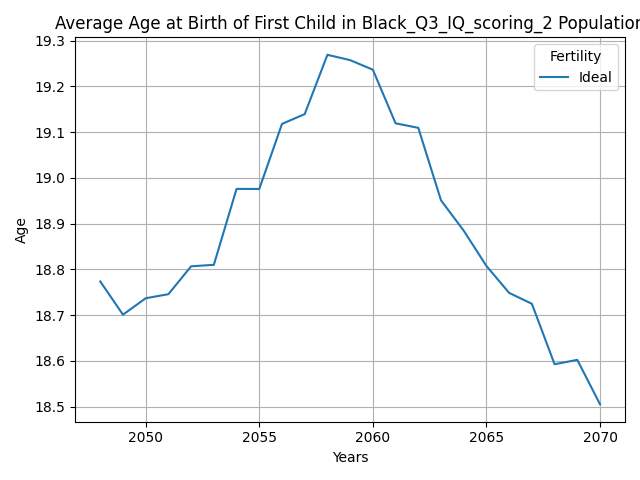 Average Age at Birth of First Child in Black_Q3_IQ_scoring_2 Population
19.3
19.2
19.1
19.0
18.9
18.8
18.7
18.6
18.5
Age
Fertility
Ideal
2050
2055
2060
2065
2070
Years